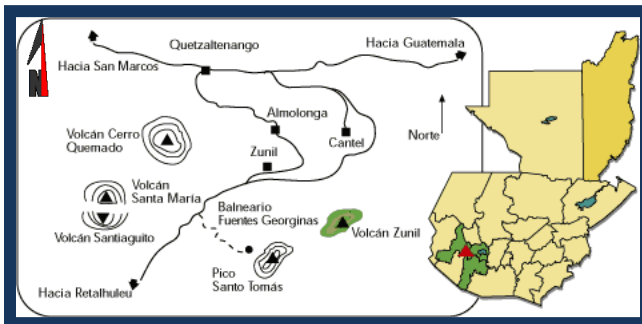 Quetzaltenango
Hacia Guatemala
Hacia San Marcos
N
Almolonga
Volcán Cerro
Quemado
Norte
Zunil
Cantel
Volcán
Santa María
Balneario
Fuentes Georginas
Volcán Zunil
Volcán Santiaguito
Pico
Santo Tomás
Hacia Retalhuleu